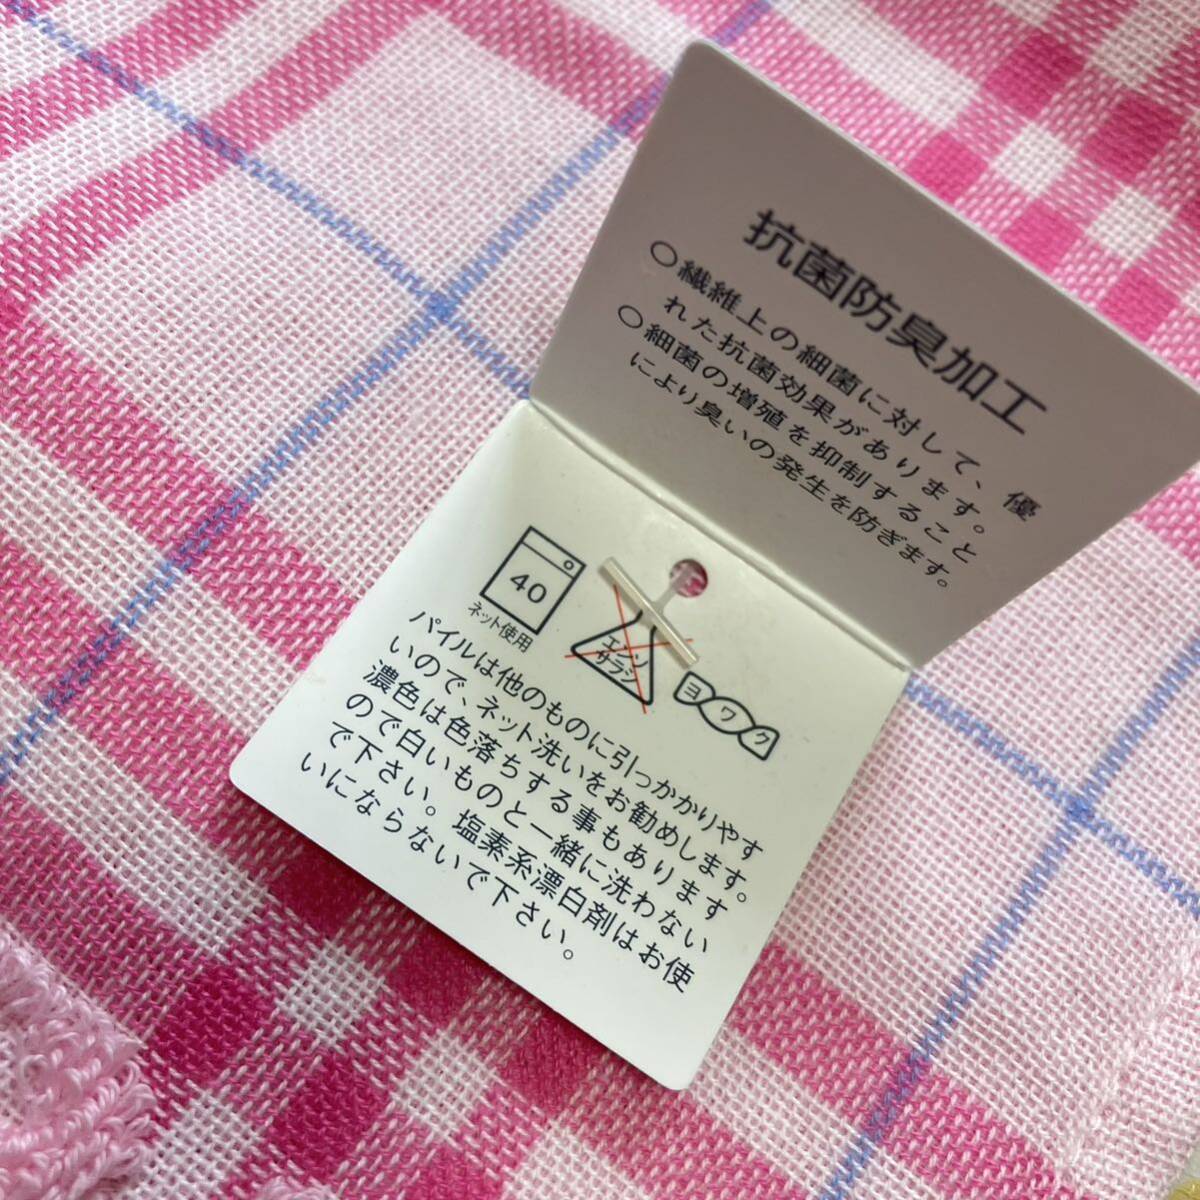 抗菌防臭加工
○繊維上の細菌に対して、優
れた抗菌効果があります。
○細菌の増殖を抑制すること
により臭いの発生を防ぎます。
40
ネット使用
エンソ
サラシ
ヨワク
パイルは他のものに引っかかりやす
いので、ネット洗いをお勧めします。
濃色は色落ちする事もあります
ので白いものと一緒に洗わない
で下さい。塩素系漂白剤はお使
いにならないで下さい。